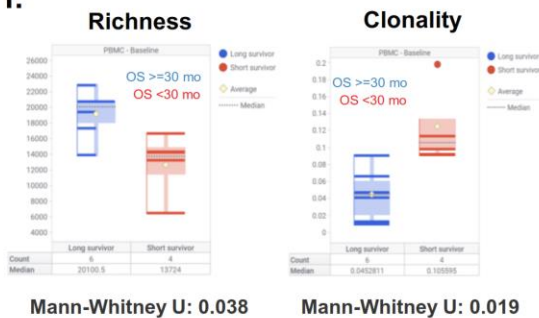 Richness
PBMC - Baseline
26000
24000
22000
20000
18000
16000
14000
12000
10000
8000
6000
4000
OS >=30 mo
OS <30 mo
Long survivor
Short survivor
Average
Median
Long survivor Short survivor
Count 6 4
Median 20100.5 13724
Mann-Whitney U: 0.038
Clonality
PBMC - Baseline
0.2
0.18
0.16
0.14
0.12
0.1
0.08
0.06
0.04
0.02
0
OS >=30 mo
OS <30 mo
Long survivor
Short survivor
Average
Median
Long survivor Short survivor
Count 6 4
Median 0.0452811 0.105595
Mann-Whitney U: 0.019